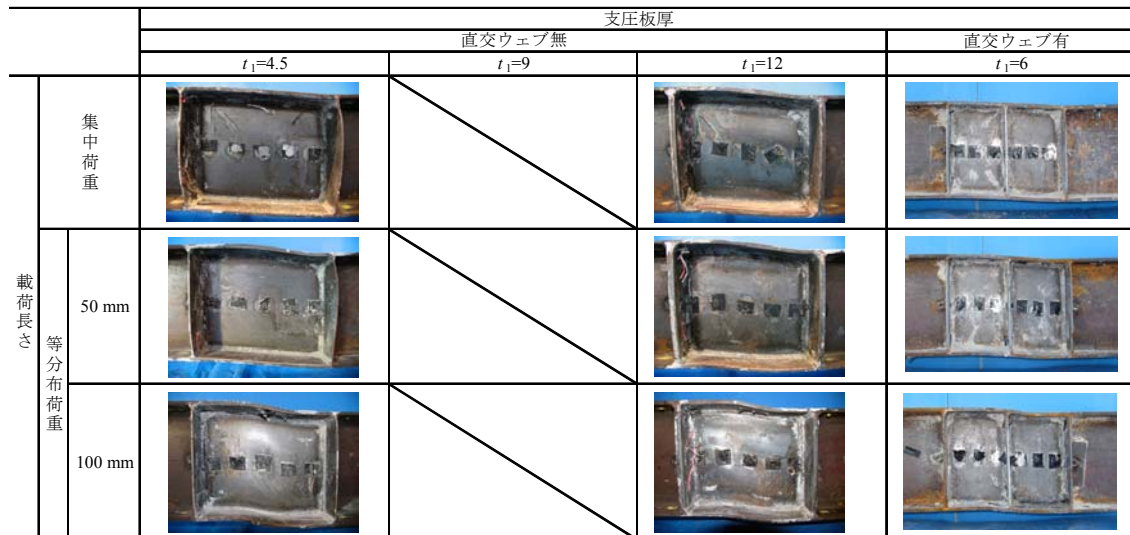 支圧板厚
直交ウェブ無
直交ウェブ有
t1=4.5
t1=9
t1=12
t1=6
載荷長さ
集中荷重
等分布荷重
50 mm
100 mm